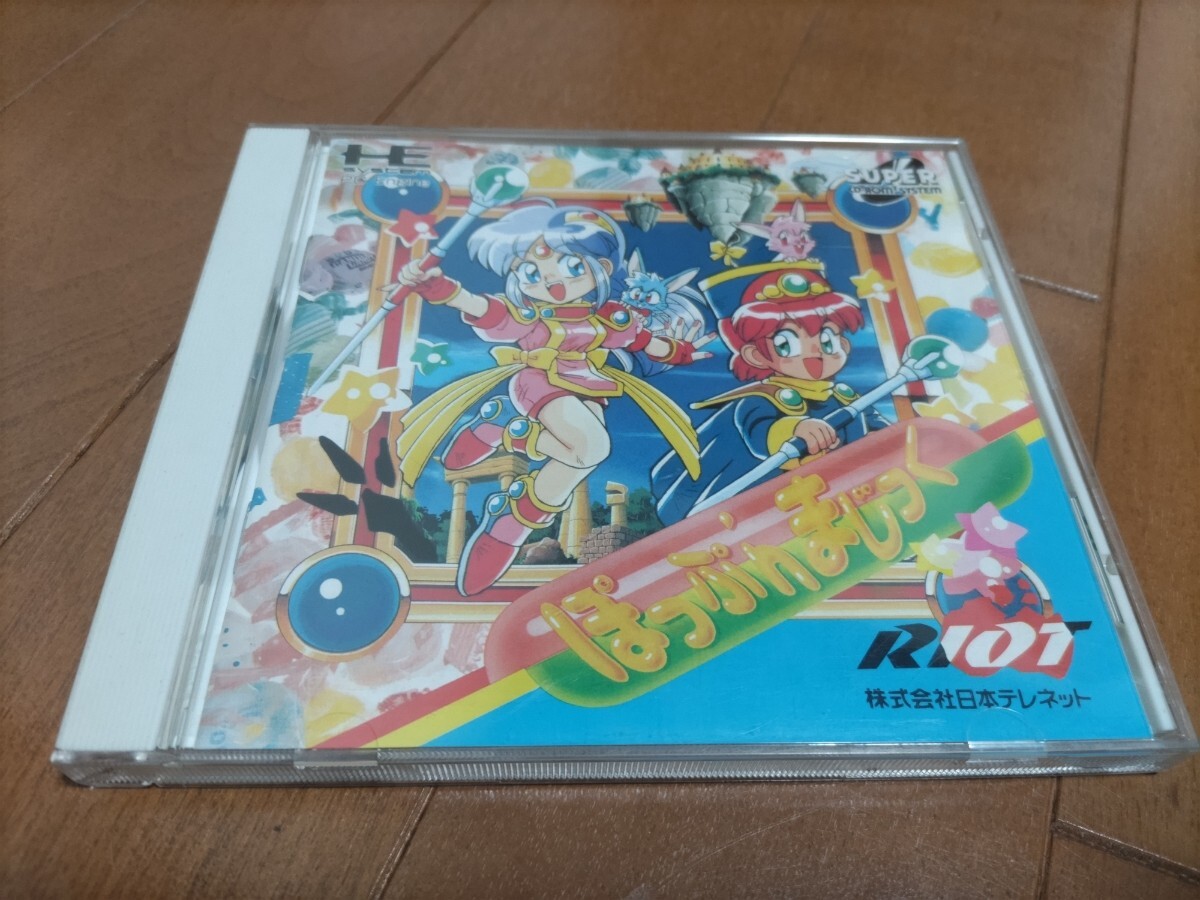 HE
SYSTEM
SUPER
CD-ROM² SYSTEM
ぽっぷるまじっく
RIOT
株式会社日本テレネット